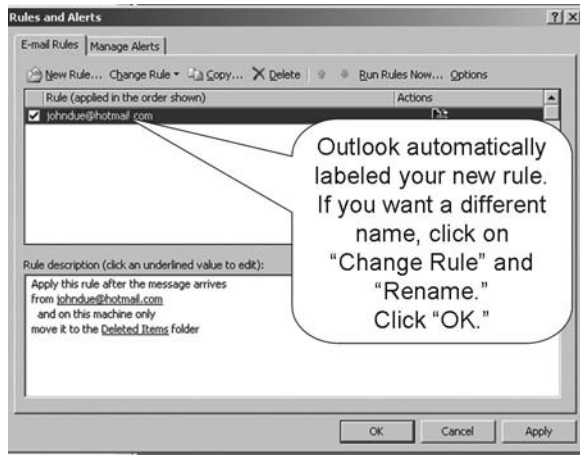 Rules and Alerts
E-mail Rules Manage Alerts
New Rule... Change Rule Copy... Delete Run Rules Now... Options
Rule (applied in the order shown) Actions
johndue@hotmail.com
Outlook automatically
labeled your new rule.
If you want a different
name, click on
“Change Rule” and
“Rename.”
Click “OK.”
Rule description (click an underlined value to edit):
Apply this rule after the message arrives
from johndue@hotmail.com
and on this machine only
move it to the Deleted Items folder
OK Cancel Apply